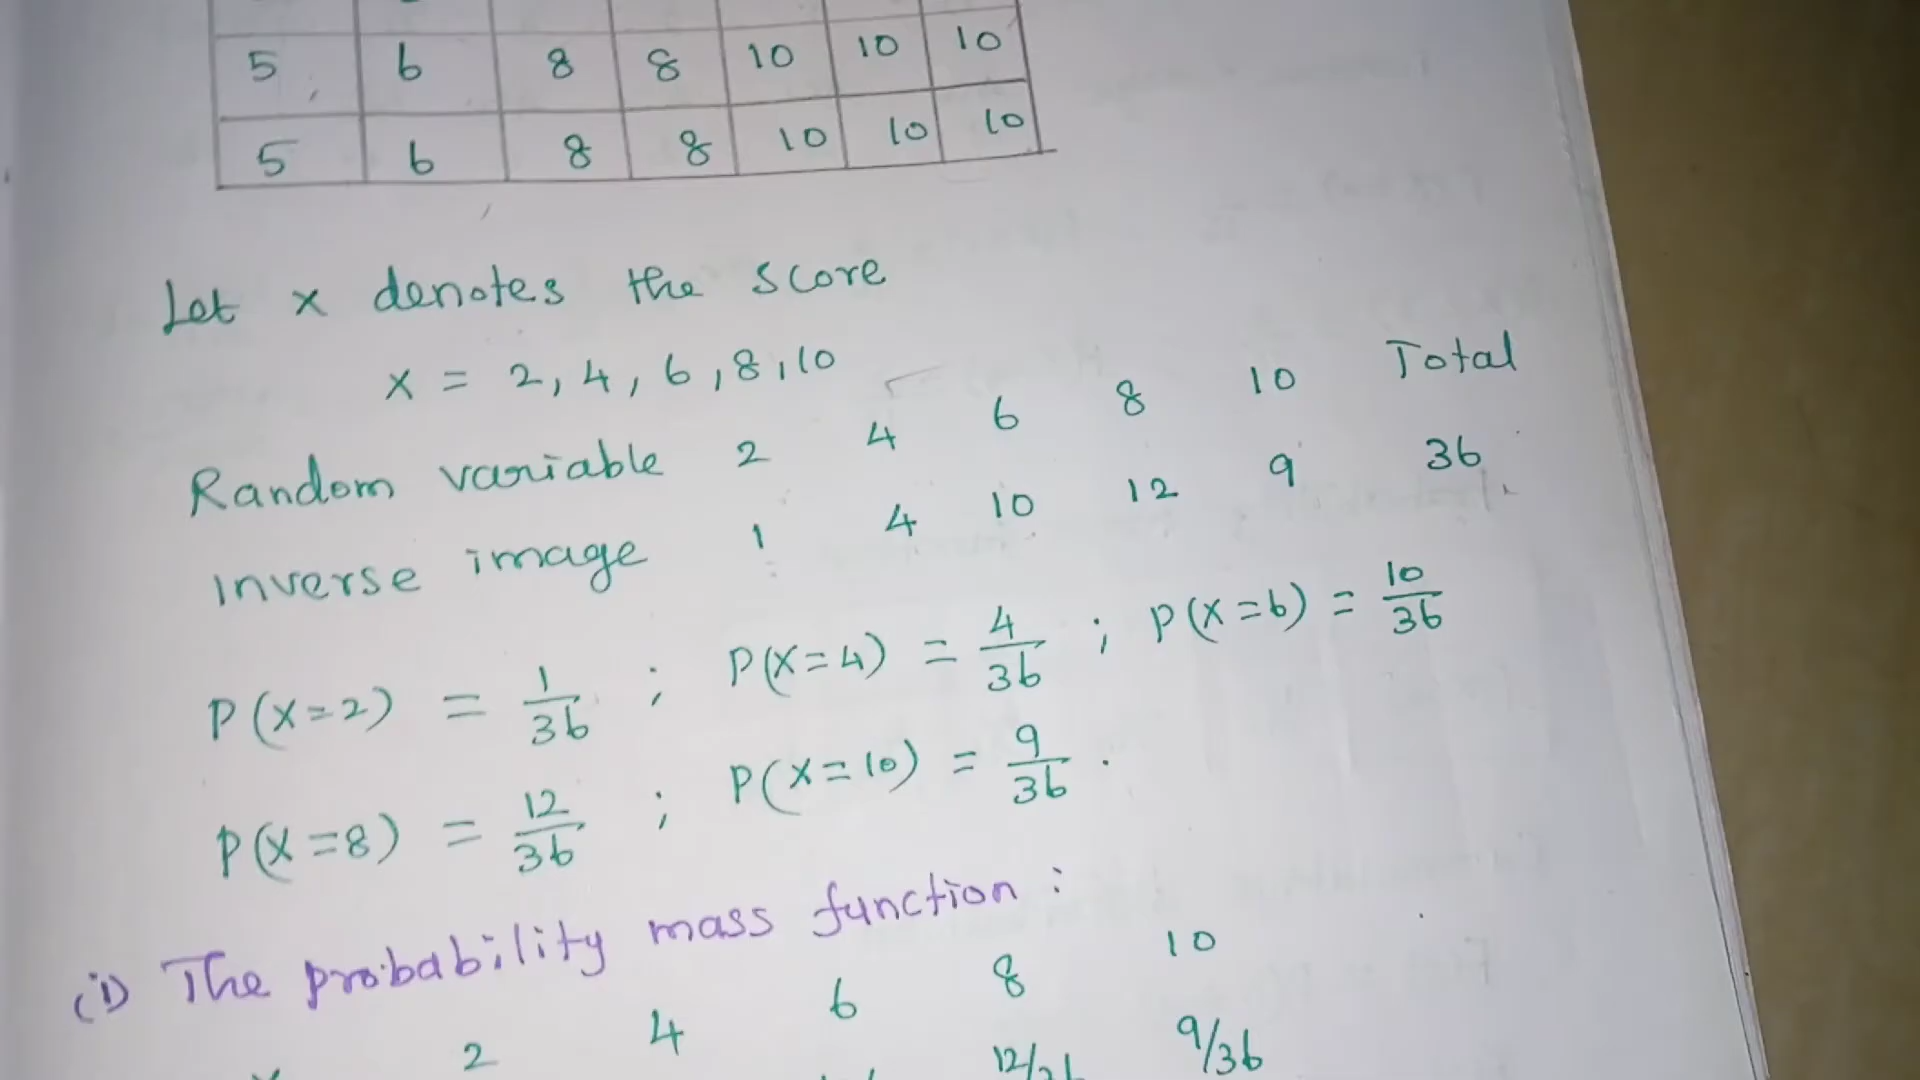 5 6 8 8 10 10 10
5 6 8 8 10 10 10
Let x denotes the score
x = 2, 4, 6, 8, 10
Random variable 2 4 6 8 10 Total
Inverse image 1 4 10 12 9 36
P(X=2) = 1/36 ; P(X=4) = 4/36 ; P(X=6) = 10/36
P(X=8) = 12/36 ; P(X=10) = 9/36 .
(i) The probability mass function :
2 4 6 8 10
9/36